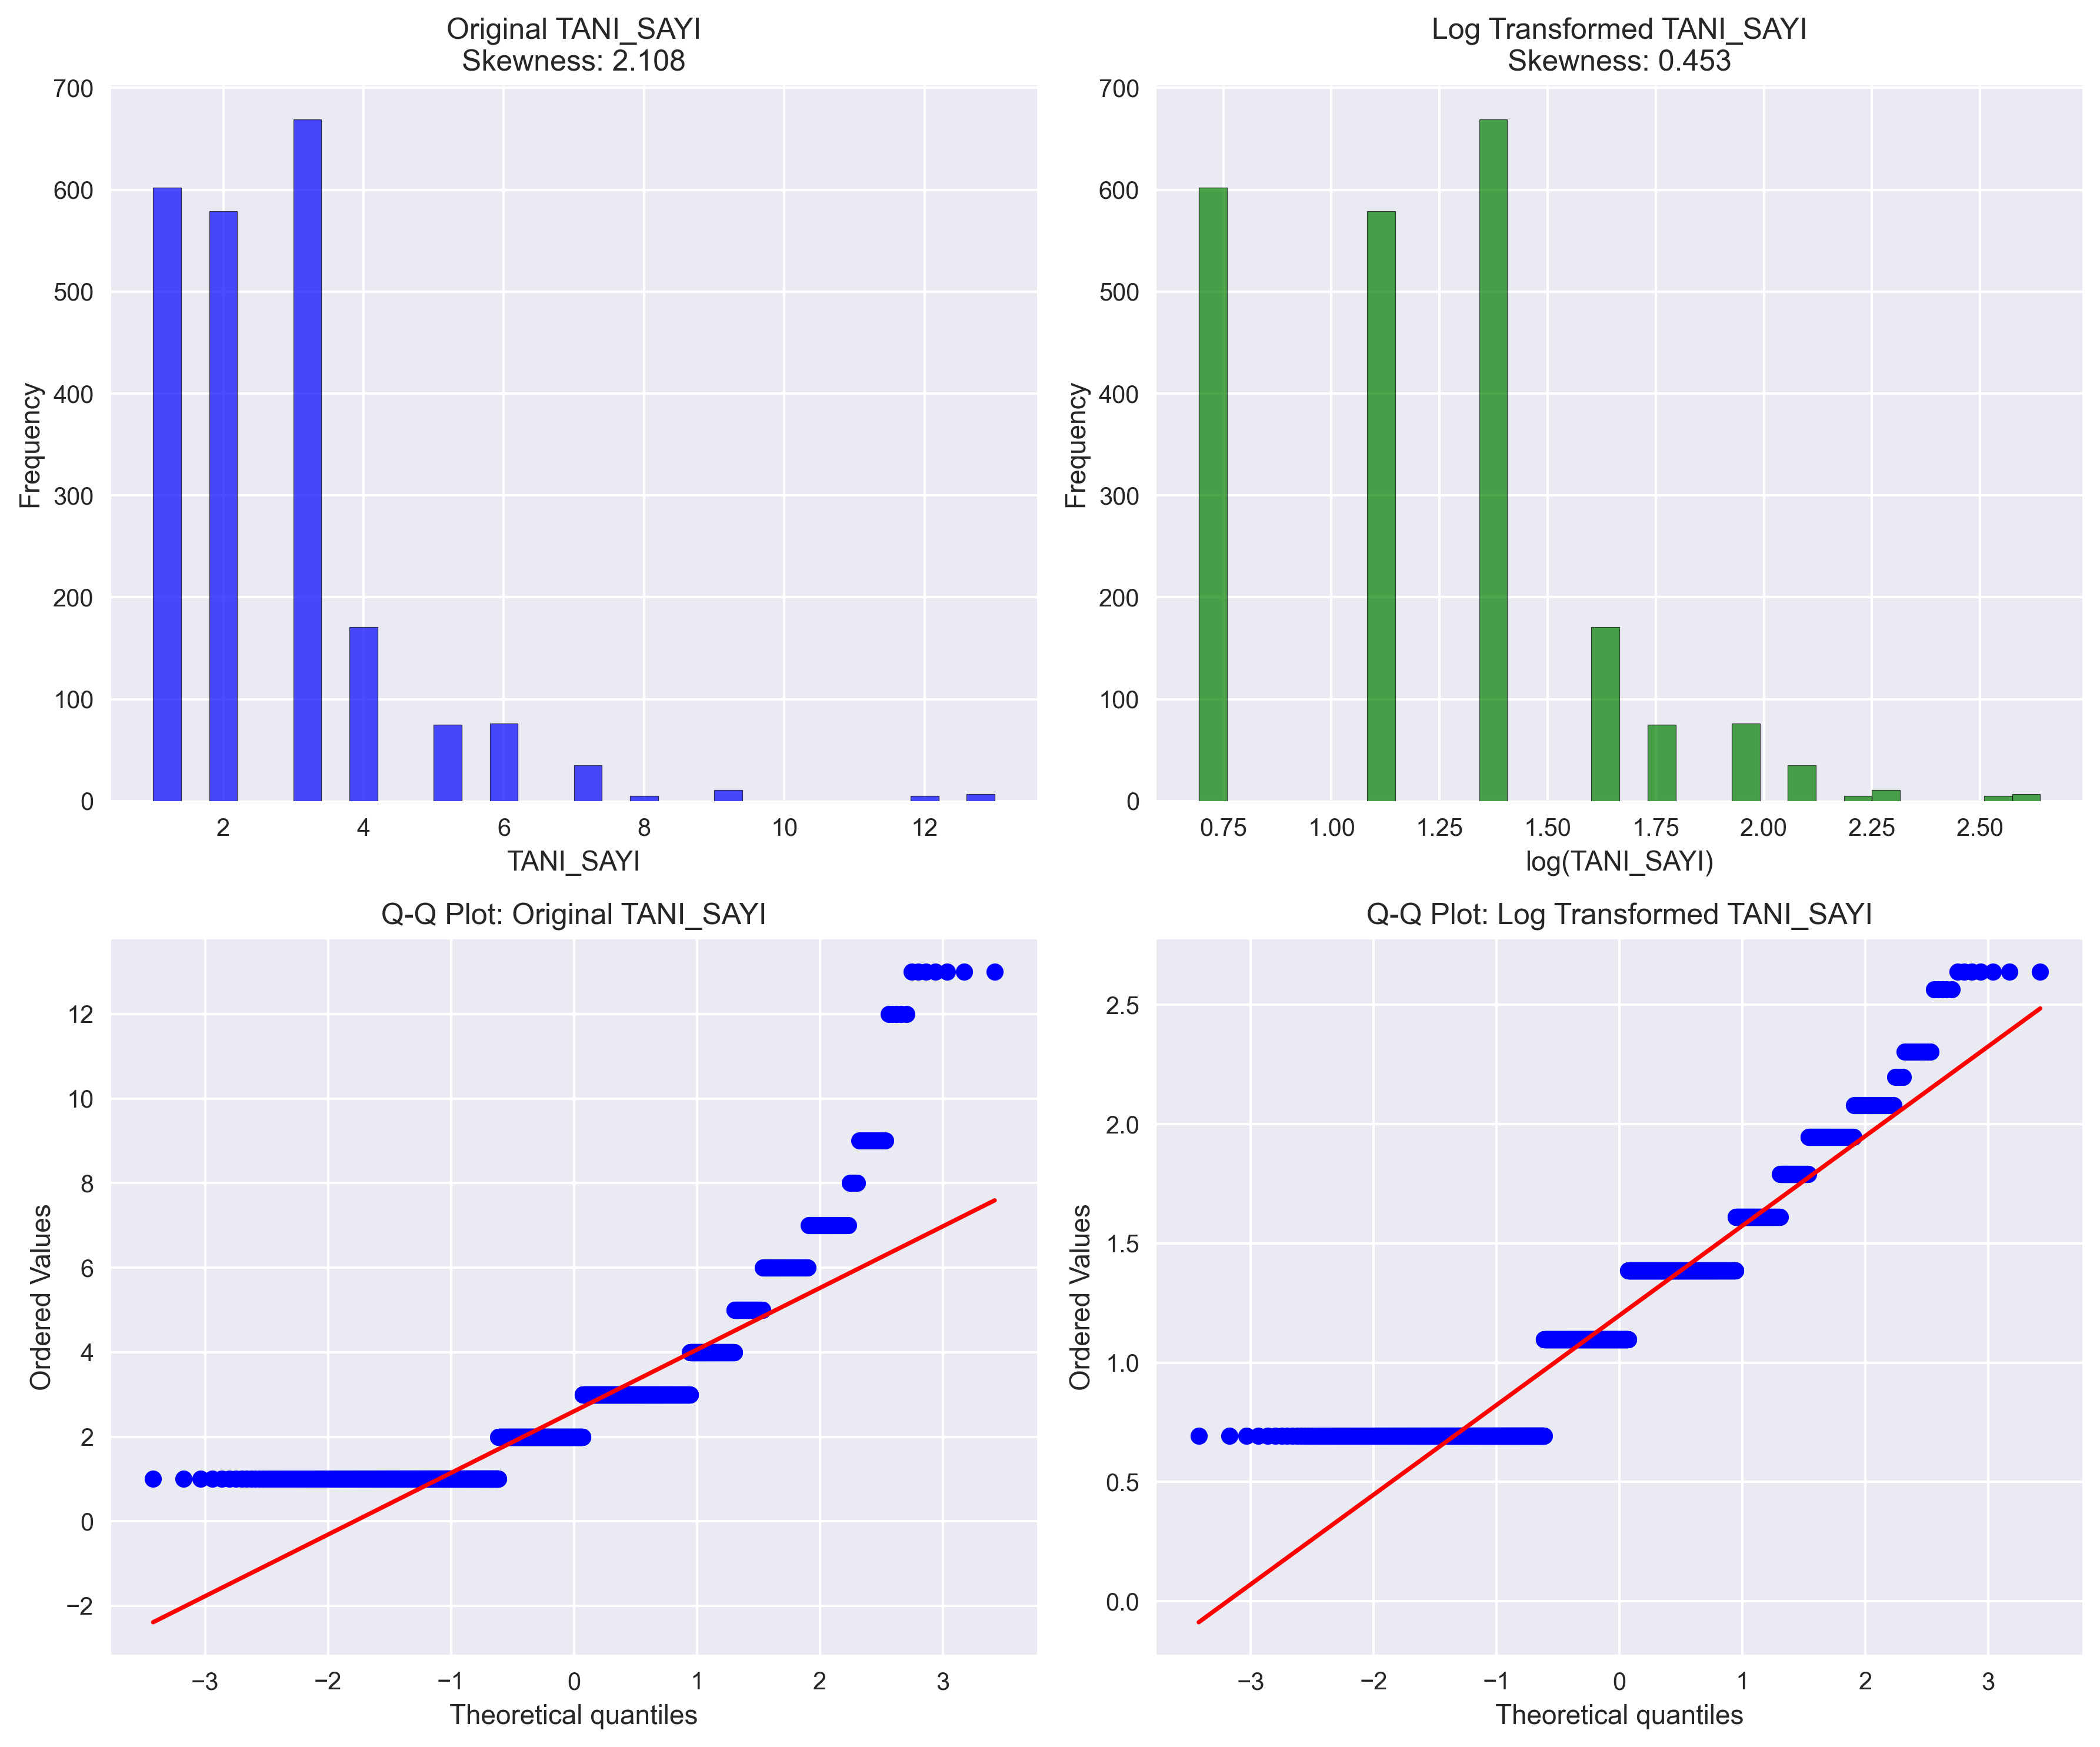 Original TANI_SAYI
Skewness: 2.108
700
600
500
400
300
200
100
0
Frequency
2 4 6 8 10 12
TANI_SAYI
Log Transformed TANI_SAYI
Skewness: 0.453
700
600
500
400
300
200
100
0
Frequency
0.75 1.00 1.25 1.50 1.75 2.00 2.25 2.50
log(TANI_SAYI)
Q-Q Plot: Original TANI_SAYI
12
10
8
6
4
2
0
−2
Ordered Values
−3 −2 −1 0 1 2 3
Theoretical quantiles
Q-Q Plot: Log Transformed TANI_SAYI
2.5
2.0
1.5
1.0
0.5
0.0
Ordered Values
−3 −2 −1 0 1 2 3
Theoretical quantiles